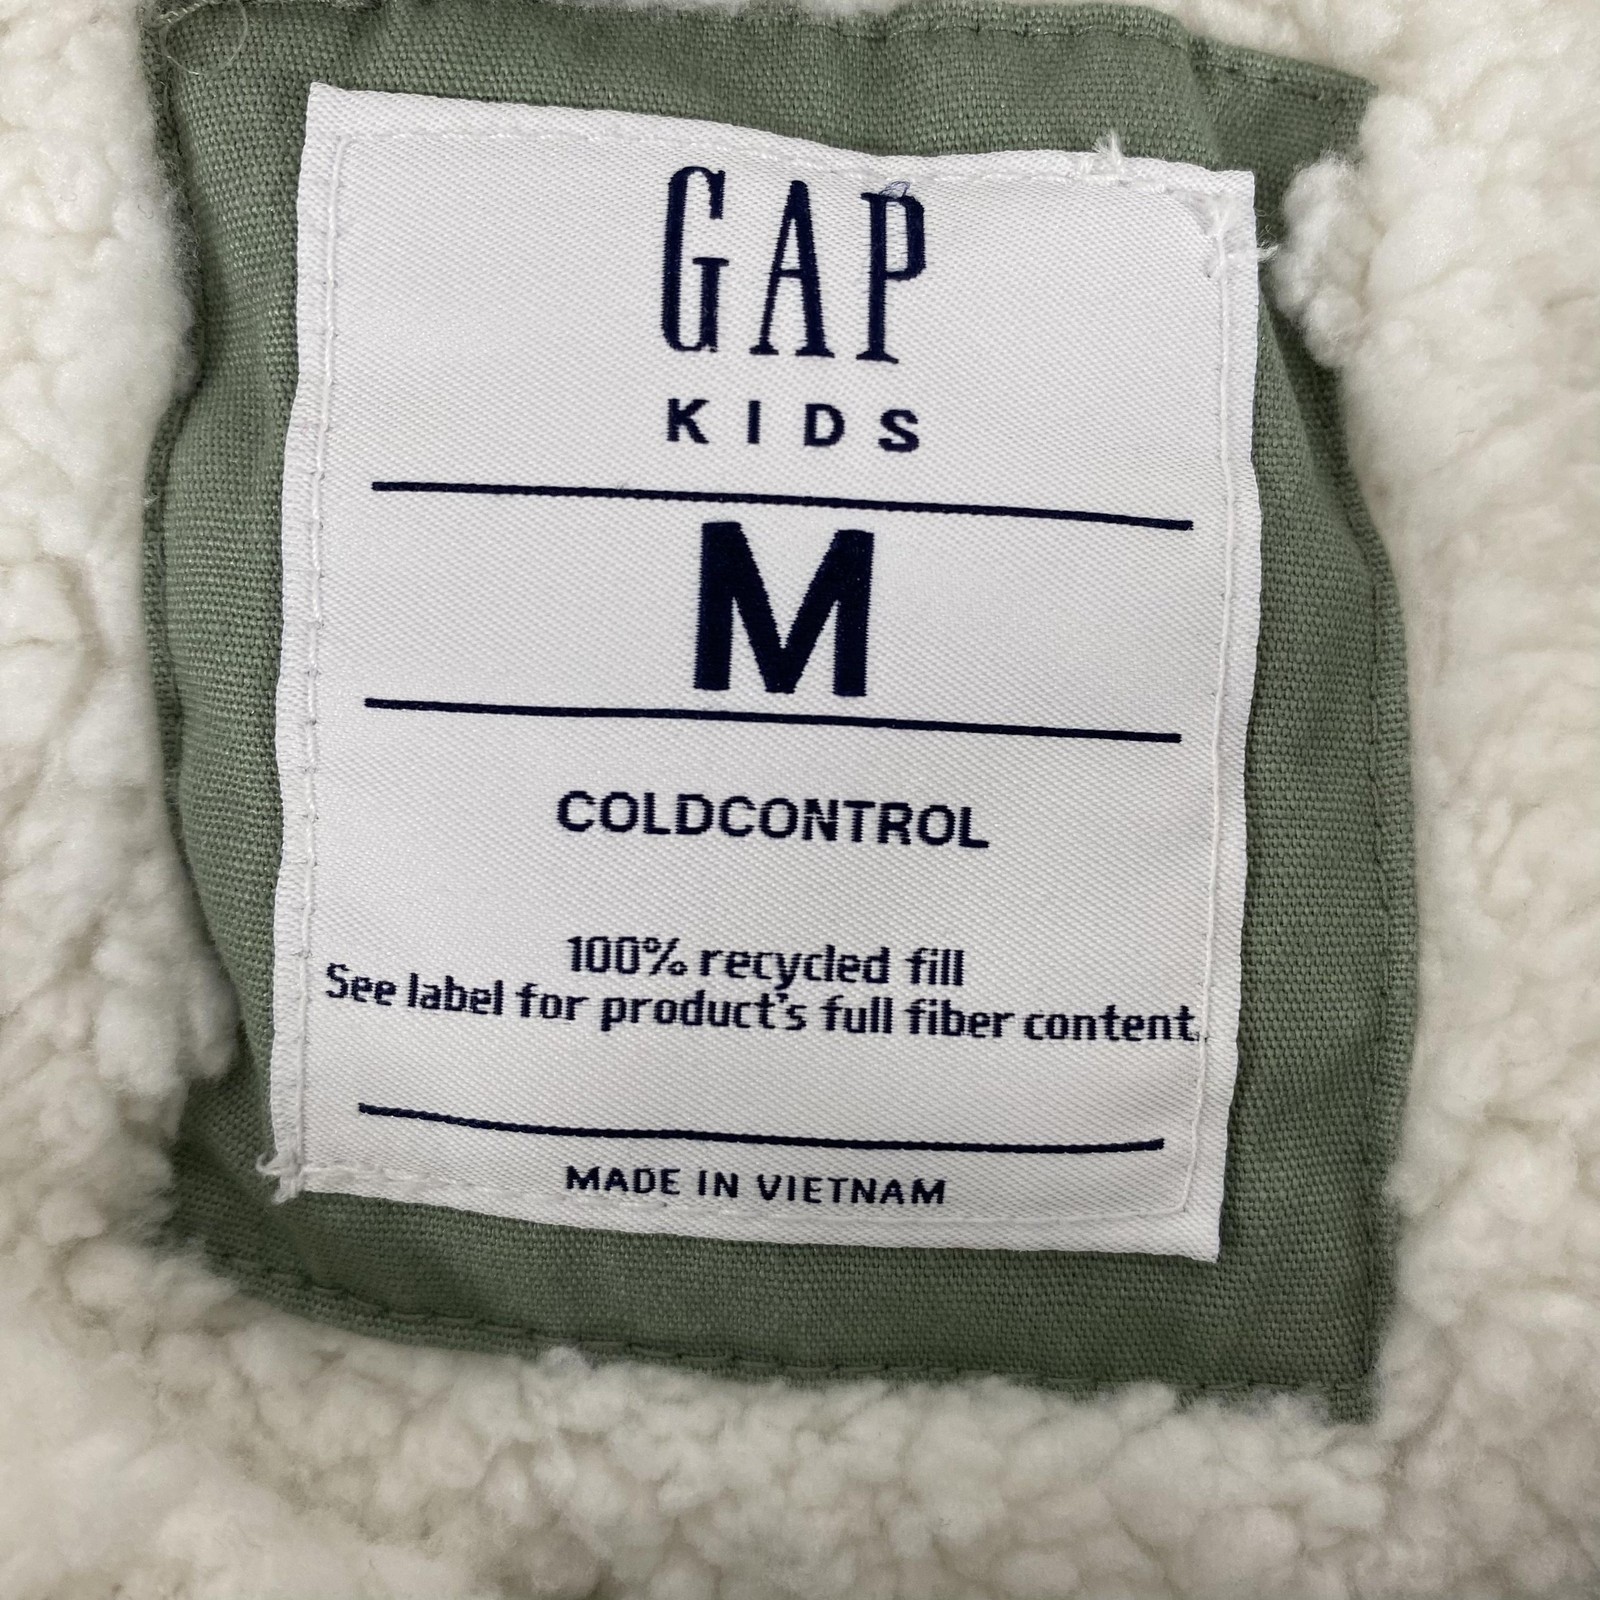 GAP
KIDS
M
COLDCONTROL
100% recycled fill
See label for product's full fiber content.
MADE IN VIETNAM